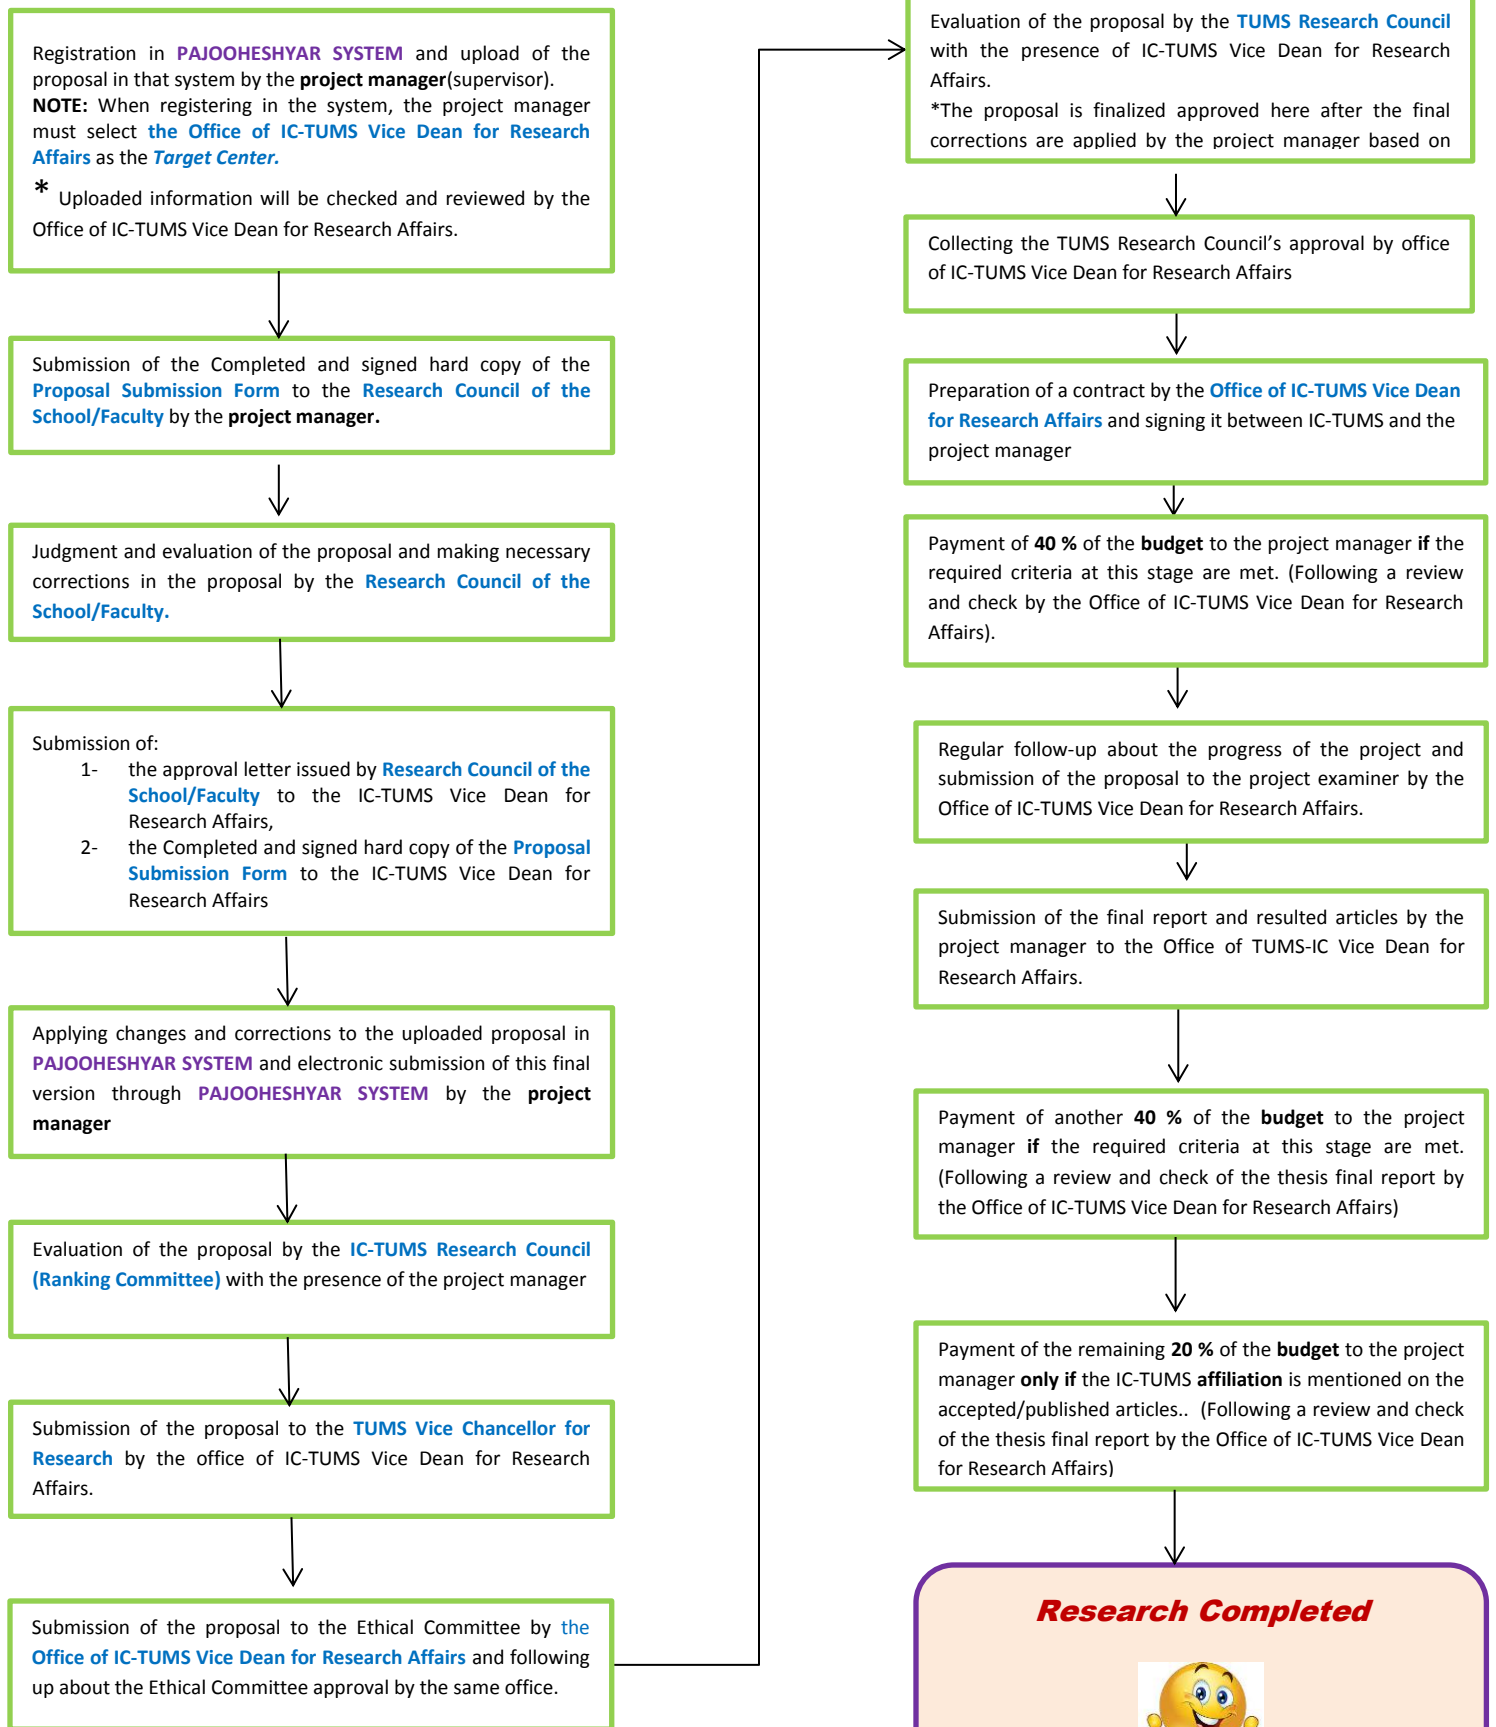 Registration in PAJOOHESHYAR SYSTEM and upload of the
proposal in that system by the project manager(supervisor).
NOTE: When registering in the system, the project manager
must select the Office of IC-TUMS Vice Dean for Research
Affairs as the Target Center.
* Uploaded information will be checked and reviewed by the
Office of IC-TUMS Vice Dean for Research Affairs.
Submission of the Completed and signed hard copy of the
Proposal Submission Form to the Research Council of the
School/Faculty by the project manager.
Judgment and evaluation of the proposal and making necessary
corrections in the proposal by the Research Council of the
School/Faculty.
Submission of:
1- the approval letter issued by Research Council of the
School/Faculty to the IC-TUMS Vice Dean for
Research Affairs,
2- the Completed and signed hard copy of the Proposal
Submission Form to the IC-TUMS Vice Dean for
Research Affairs
Applying changes and corrections to the uploaded proposal in
PAJOOHESHYAR SYSTEM and electronic submission of this final
version through PAJOOHESHYAR SYSTEM by the project
manager
Evaluation of the proposal by the IC-TUMS Research Council
(Ranking Committee) with the presence of the project manager
Submission of the proposal to the TUMS Vice Chancellor for
Research by the office of IC-TUMS Vice Dean for Research
Affairs.
Submission of the proposal to the Ethical Committee by the
Office of IC-TUMS Vice Dean for Research Affairs and following
up about the Ethical Committee approval by the same office.
Evaluation of the proposal by the TUMS Research Council
with the presence of IC-TUMS Vice Dean for Research
Affairs.
*The proposal is finalized approved here after the final
corrections are applied by the project manager based on
Collecting the TUMS Research Council’s approval by office
of IC-TUMS Vice Dean for Research Affairs
Preparation of a contract by the Office of IC-TUMS Vice Dean
for Research Affairs and signing it between IC-TUMS and the
project manager
Payment of 40 % of the budget to the project manager if the
required criteria at this stage are met. (Following a review
and check by the Office of IC-TUMS Vice Dean for Research
Affairs).
Regular follow-up about the progress of the project and
submission of the proposal to the project examiner by the
Office of IC-TUMS Vice Dean for Research Affairs.
Submission of the final report and resulted articles by the
project manager to the Office of TUMS-IC Vice Dean for
Research Affairs.
Payment of another 40 % of the budget to the project
manager if the required criteria at this stage are met.
(Following a review and check of the thesis final report by
the Office of IC-TUMS Vice Dean for Research Affairs)
Payment of the remaining 20 % of the budget to the project
manager only if the IC-TUMS affiliation is mentioned on the
accepted/published articles.. (Following a review and check
of the thesis final report by the Office of IC-TUMS Vice Dean
for Research Affairs)
Research Completed